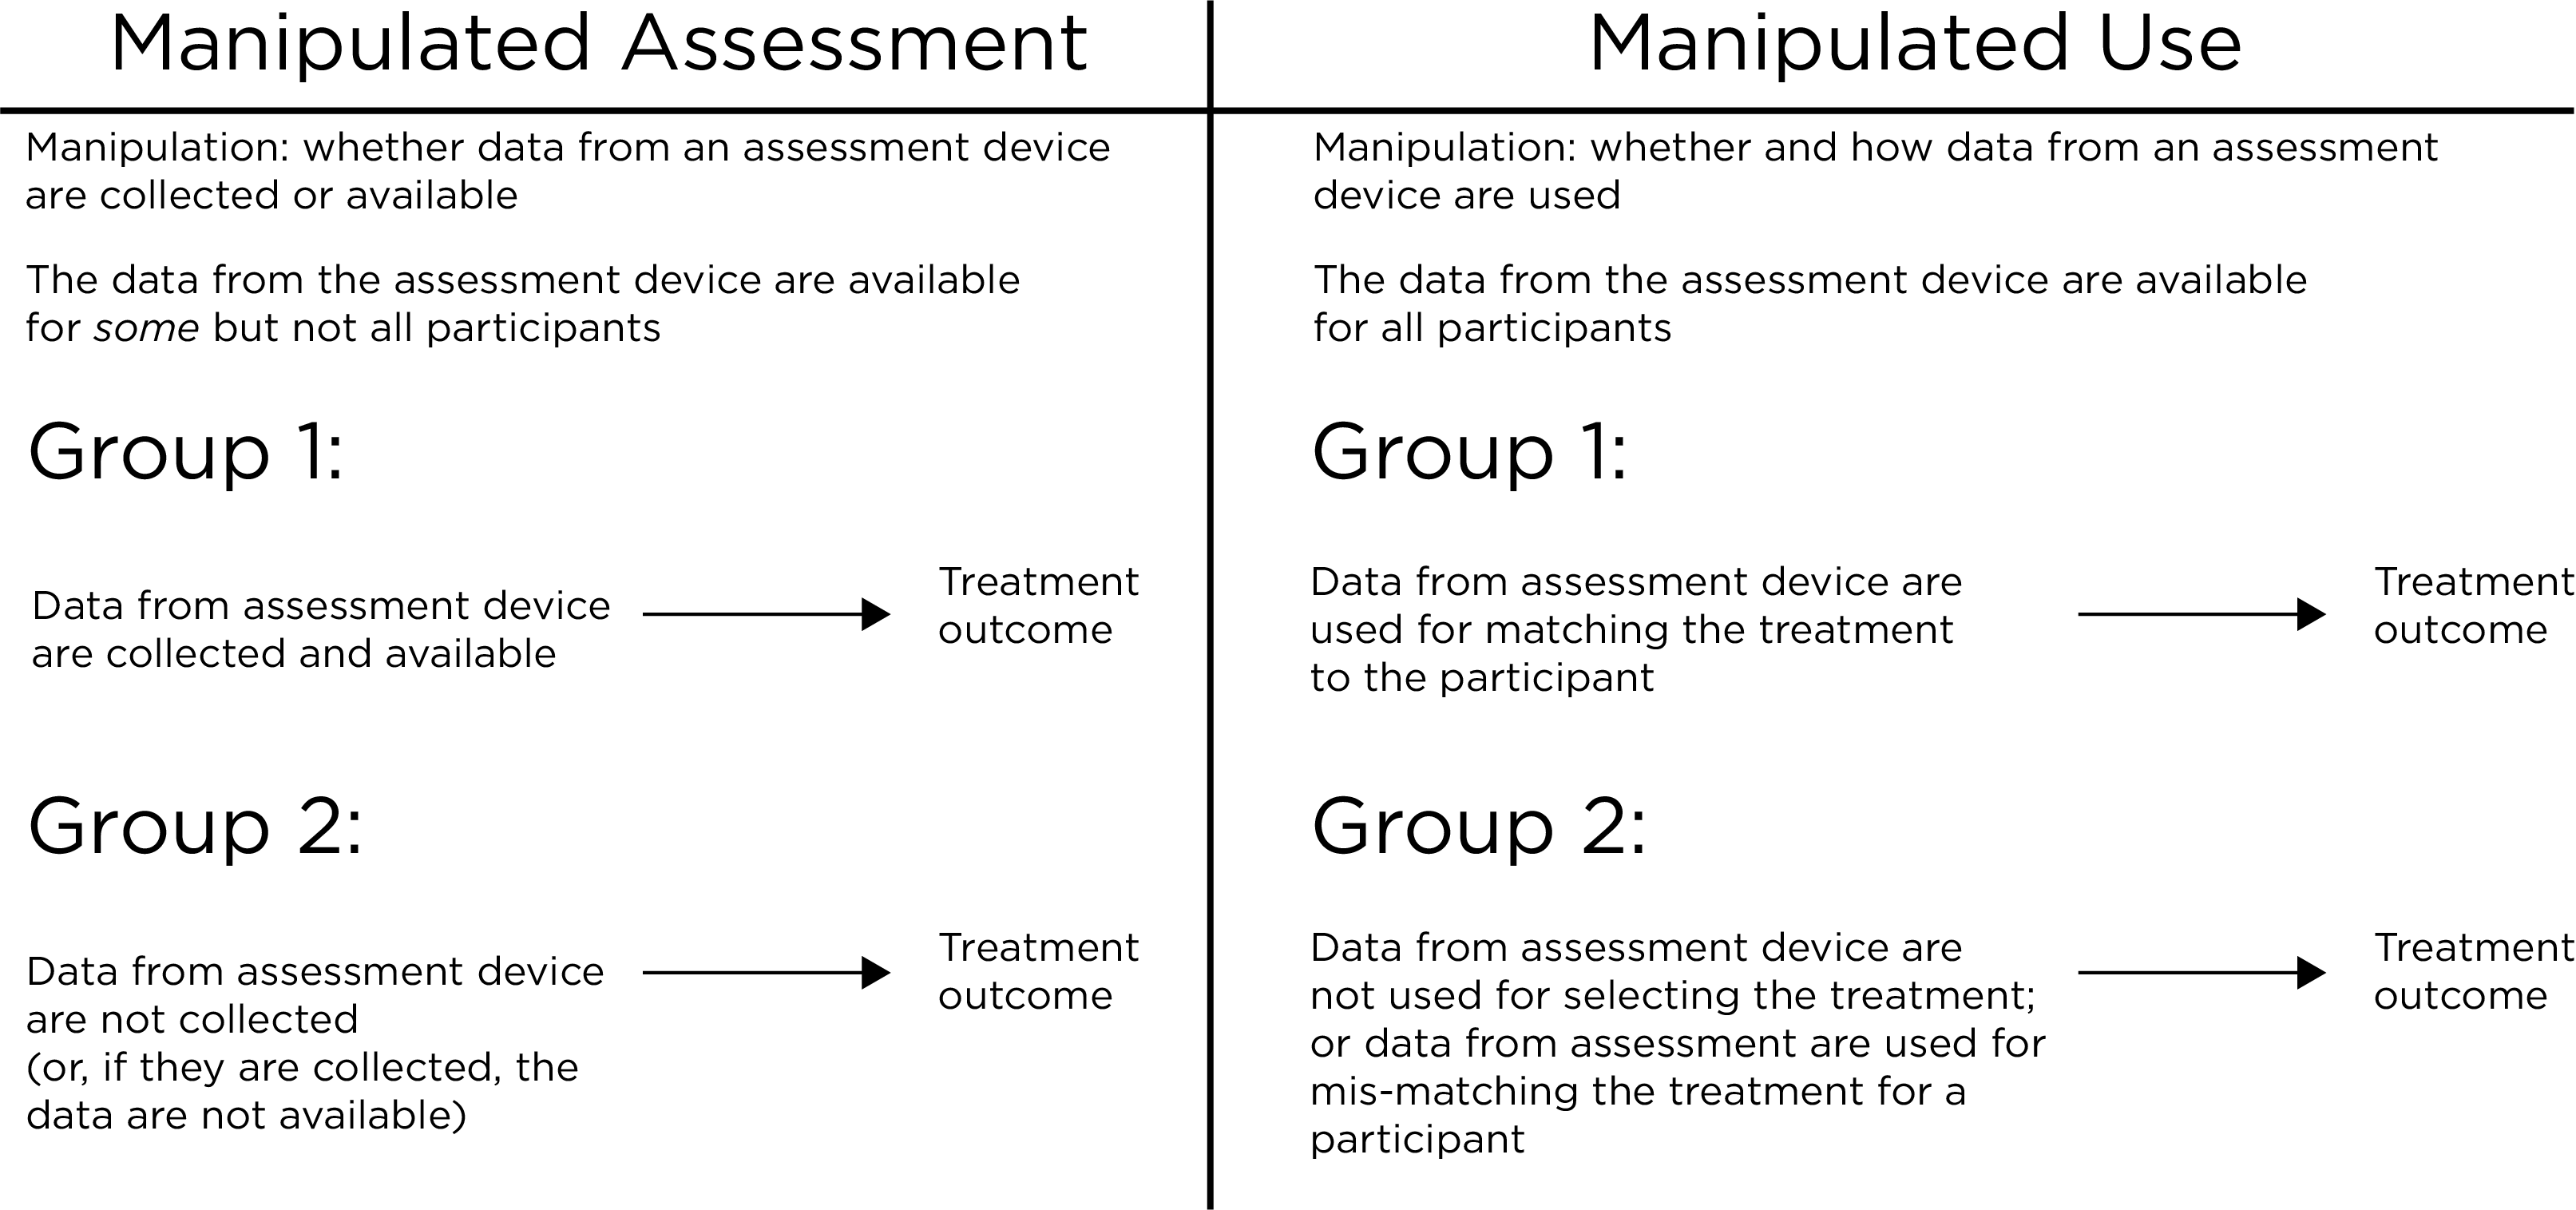 Manipulated Assessment
Manipulation: whether data from an assessment device
are collected or available
The data from the assessment device are available
for some but not all participants
Group 1:
Data from assessment device
are collected and available
Treatment
outcome
Group 2:
Data from assessment device
are not collected
(or, if they are collected, the
data are not available)
Treatment
outcome
Manipulated Use
Manipulation: whether and how data from an assessment
device are used
The data from the assessment device are available
for all participants
Group 1:
Data from assessment device are
used for matching the treatment
to the participant
Treatment
outcome
Group 2:
Data from assessment device are
not used for selecting the treatment;
or data from assessment are used for
mis-matching the treatment for a
participant
Treatment
outcome